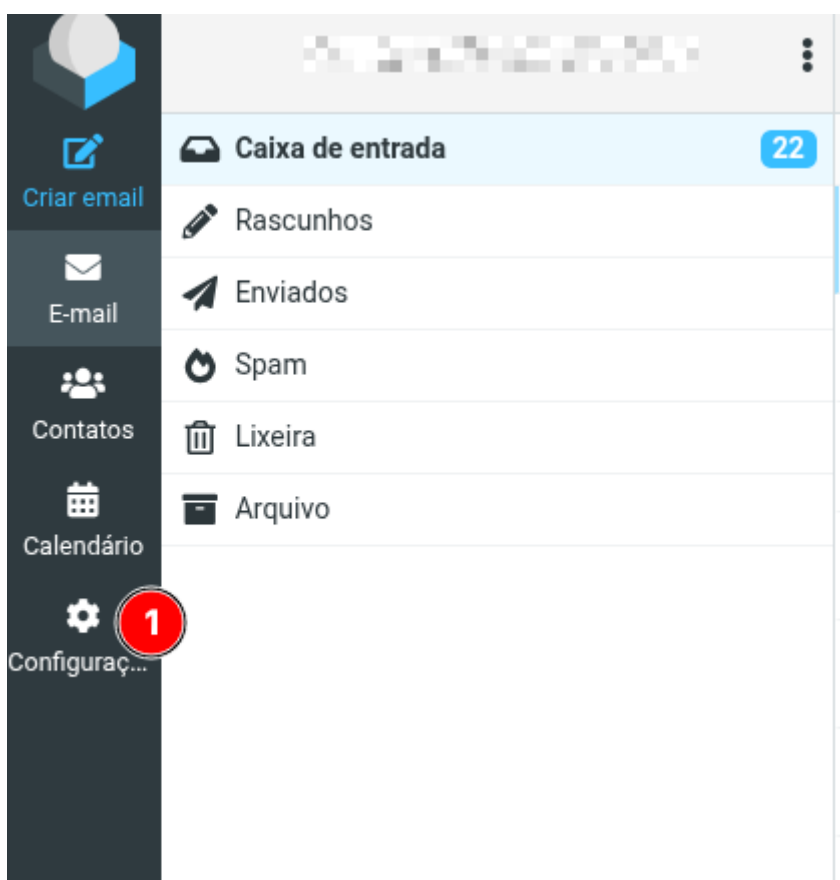 Criar email
E-mail
Contatos
Calendário
Configuraç...
1
Caixa de entrada 22
Rascunhos
Enviados
Spam
Lixeira
Arquivo